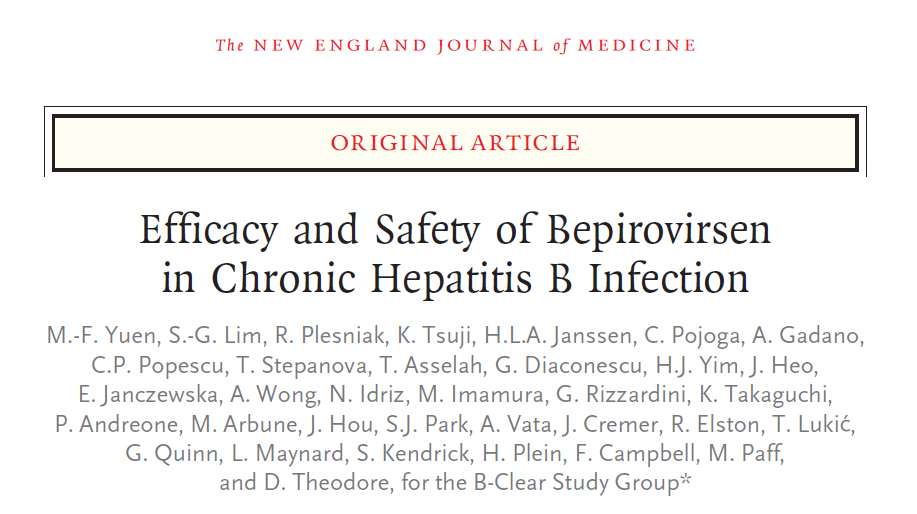 The NEW ENGLAND JOURNAL of MEDICINE
ORIGINAL ARTICLE
Efficacy and Safety of Bepirovirsen
in Chronic Hepatitis B Infection
M.-F. Yuen, S.-G. Lim, R. Plesniak, K. Tsuji, H.L.A. Janssen, C. Pojoga, A. Gadano,
C.P. Popescu, T. Stepanova, T. Asselah, G. Diaconescu, H.J. Yim, J. Heo,
E. Janczewska, A. Wong, N. Idriz, M. Imamura, G. Rizzardini, K. Takaguchi,
P. Andreone, M. Arbune, J. Hou, S.J. Park, A. Vata, J. Cremer, R. Elston, T. Lukić,
G. Quinn, L. Maynard, S. Kendrick, H. Plein, F. Campbell, M. Paff,
and D. Theodore, for the B-Clear Study Group*